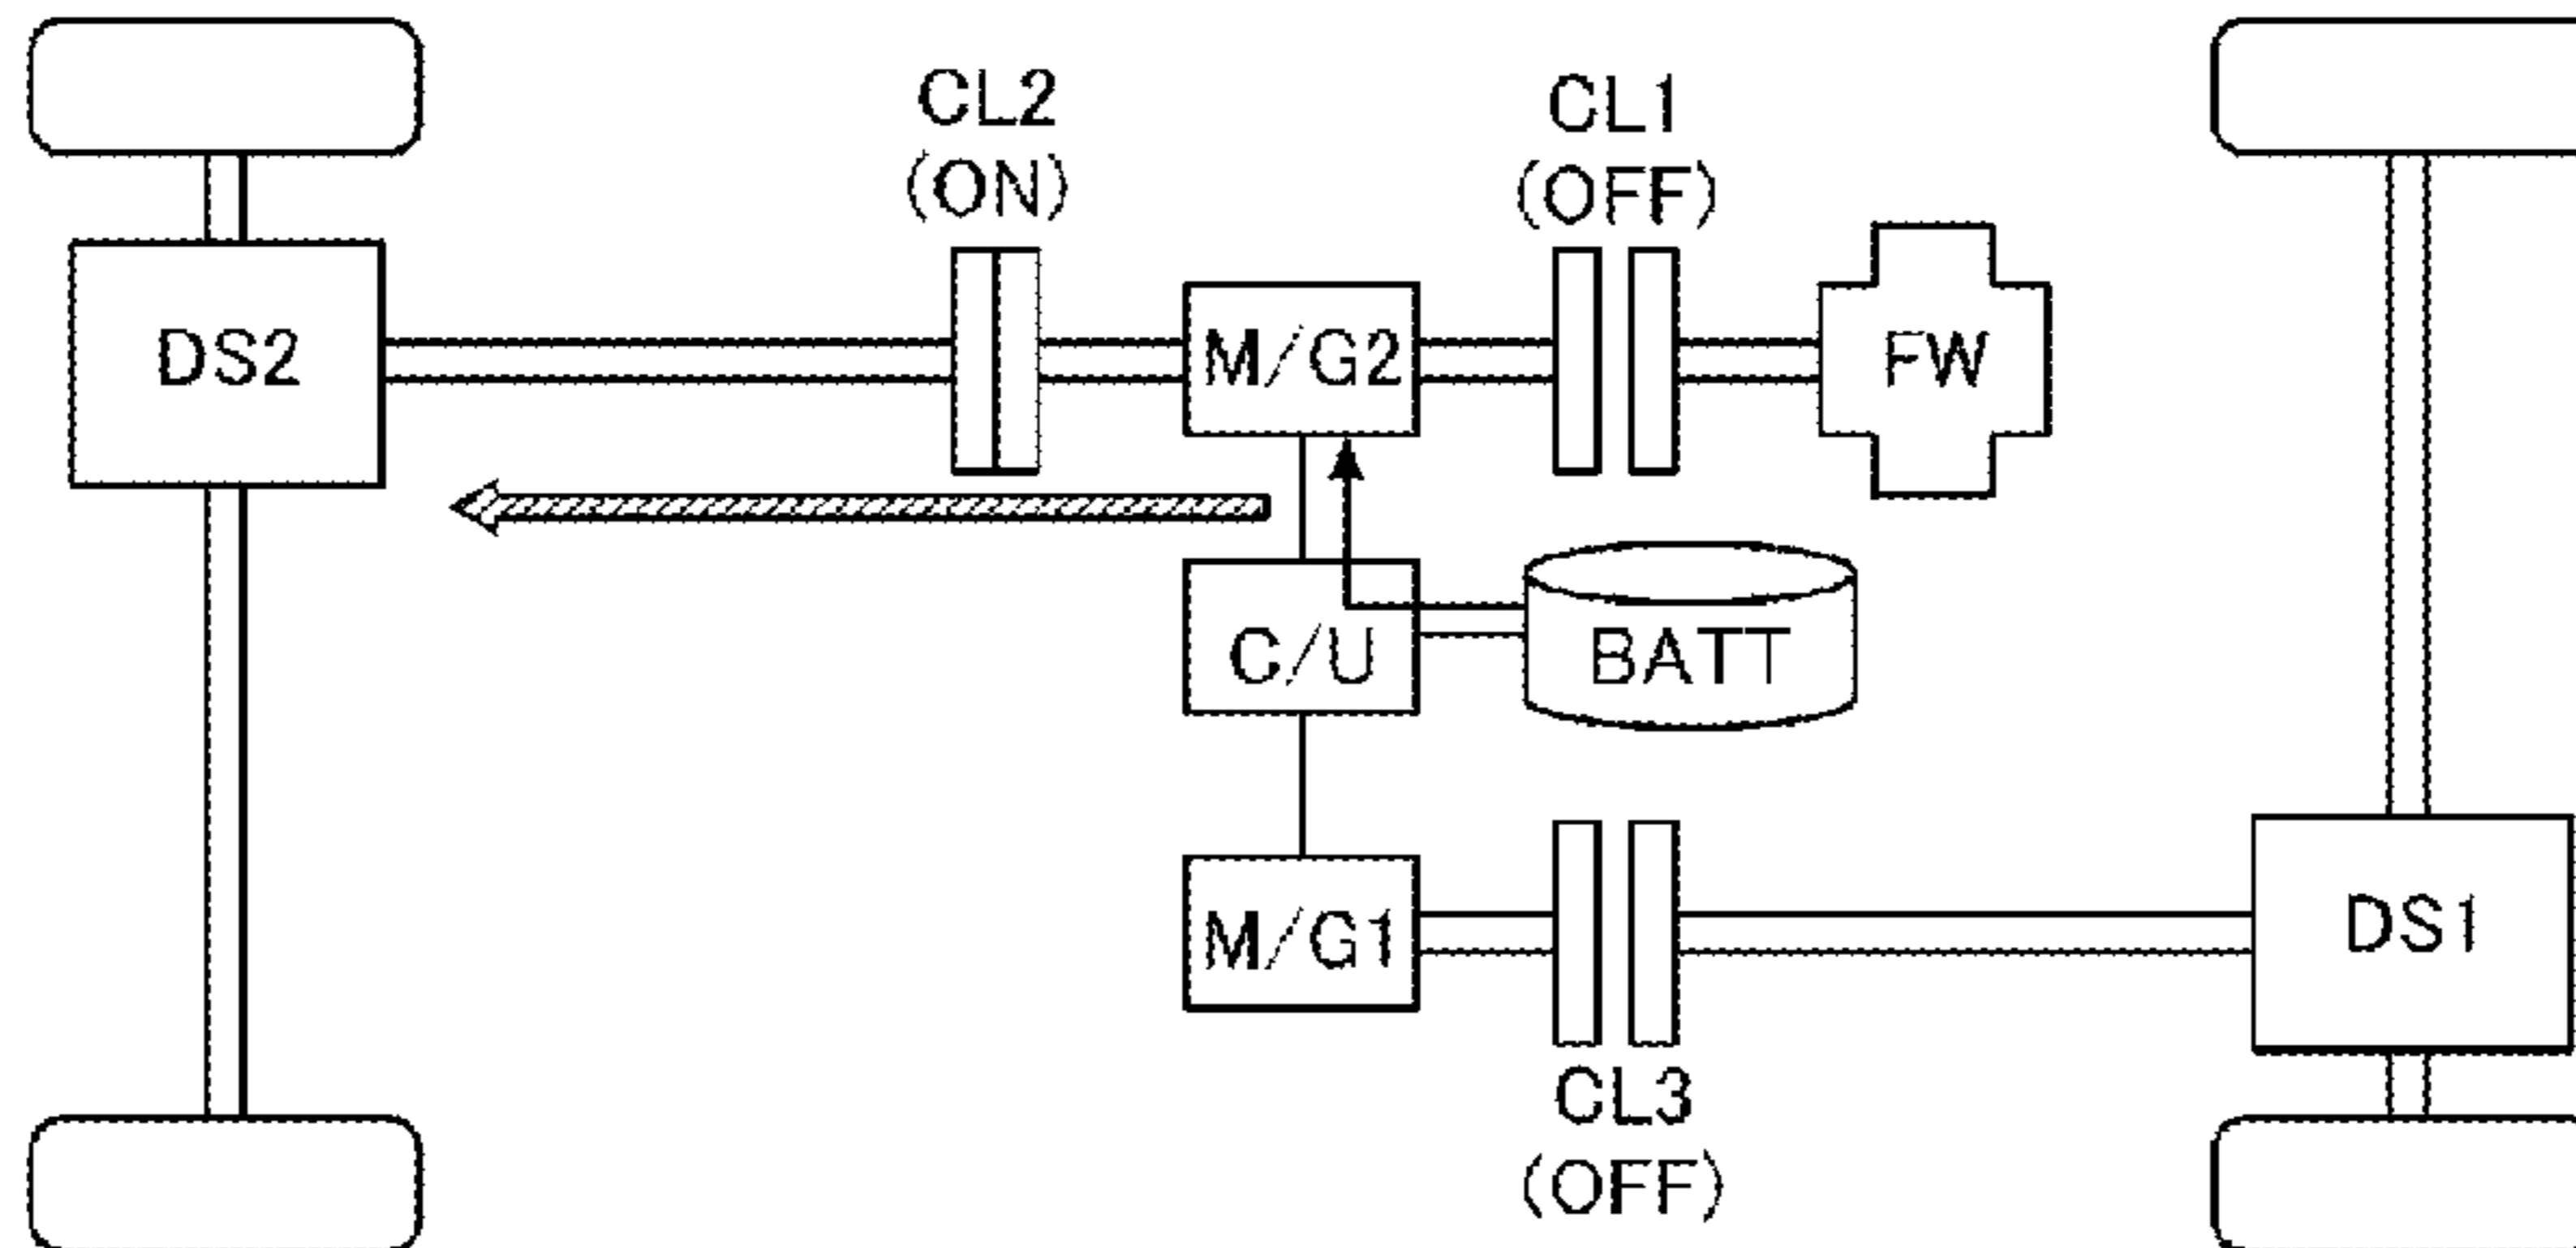 CL2
(ON)
CL1
(OFF)
DS2
M/G2
FW
C/U
BATT
M/G1
DS1
CL3
(OFF)